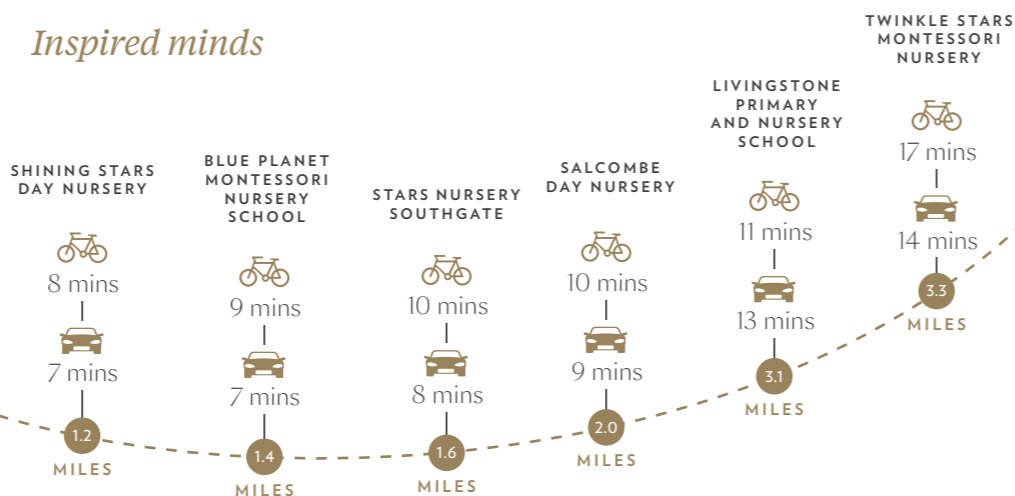 Inspired minds
SHINING STARS
DAY NURSERY
8 mins
7 mins
1.2
MILES
BLUE PLANET
MONTESSORI
NURSERY
SCHOOL
9 mins
7 mins
1.4
MILES
STARS NURSERY
SOUTHGATE
10 mins
8 mins
1.6
MILES
SALCOMBE
DAY NURSERY
10 mins
9 mins
2.0
MILES
LIVINGSTONE
PRIMARY
AND NURSERY
SCHOOL
11 mins
13 mins
3.1
MILES
TWINKLE STARS
MONTESSORI
NURSERY
17 mins
14 mins
3.3
MILES